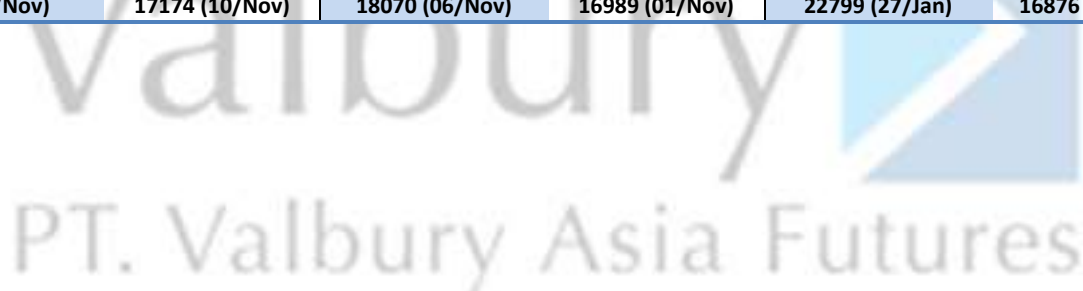 /Nov) 17174 (10/Nov) 18070 (06/Nov) 16989 (01/Nov) 22799 (27/Jan) 16876
Valbury
PT. Valbury Asia Futures